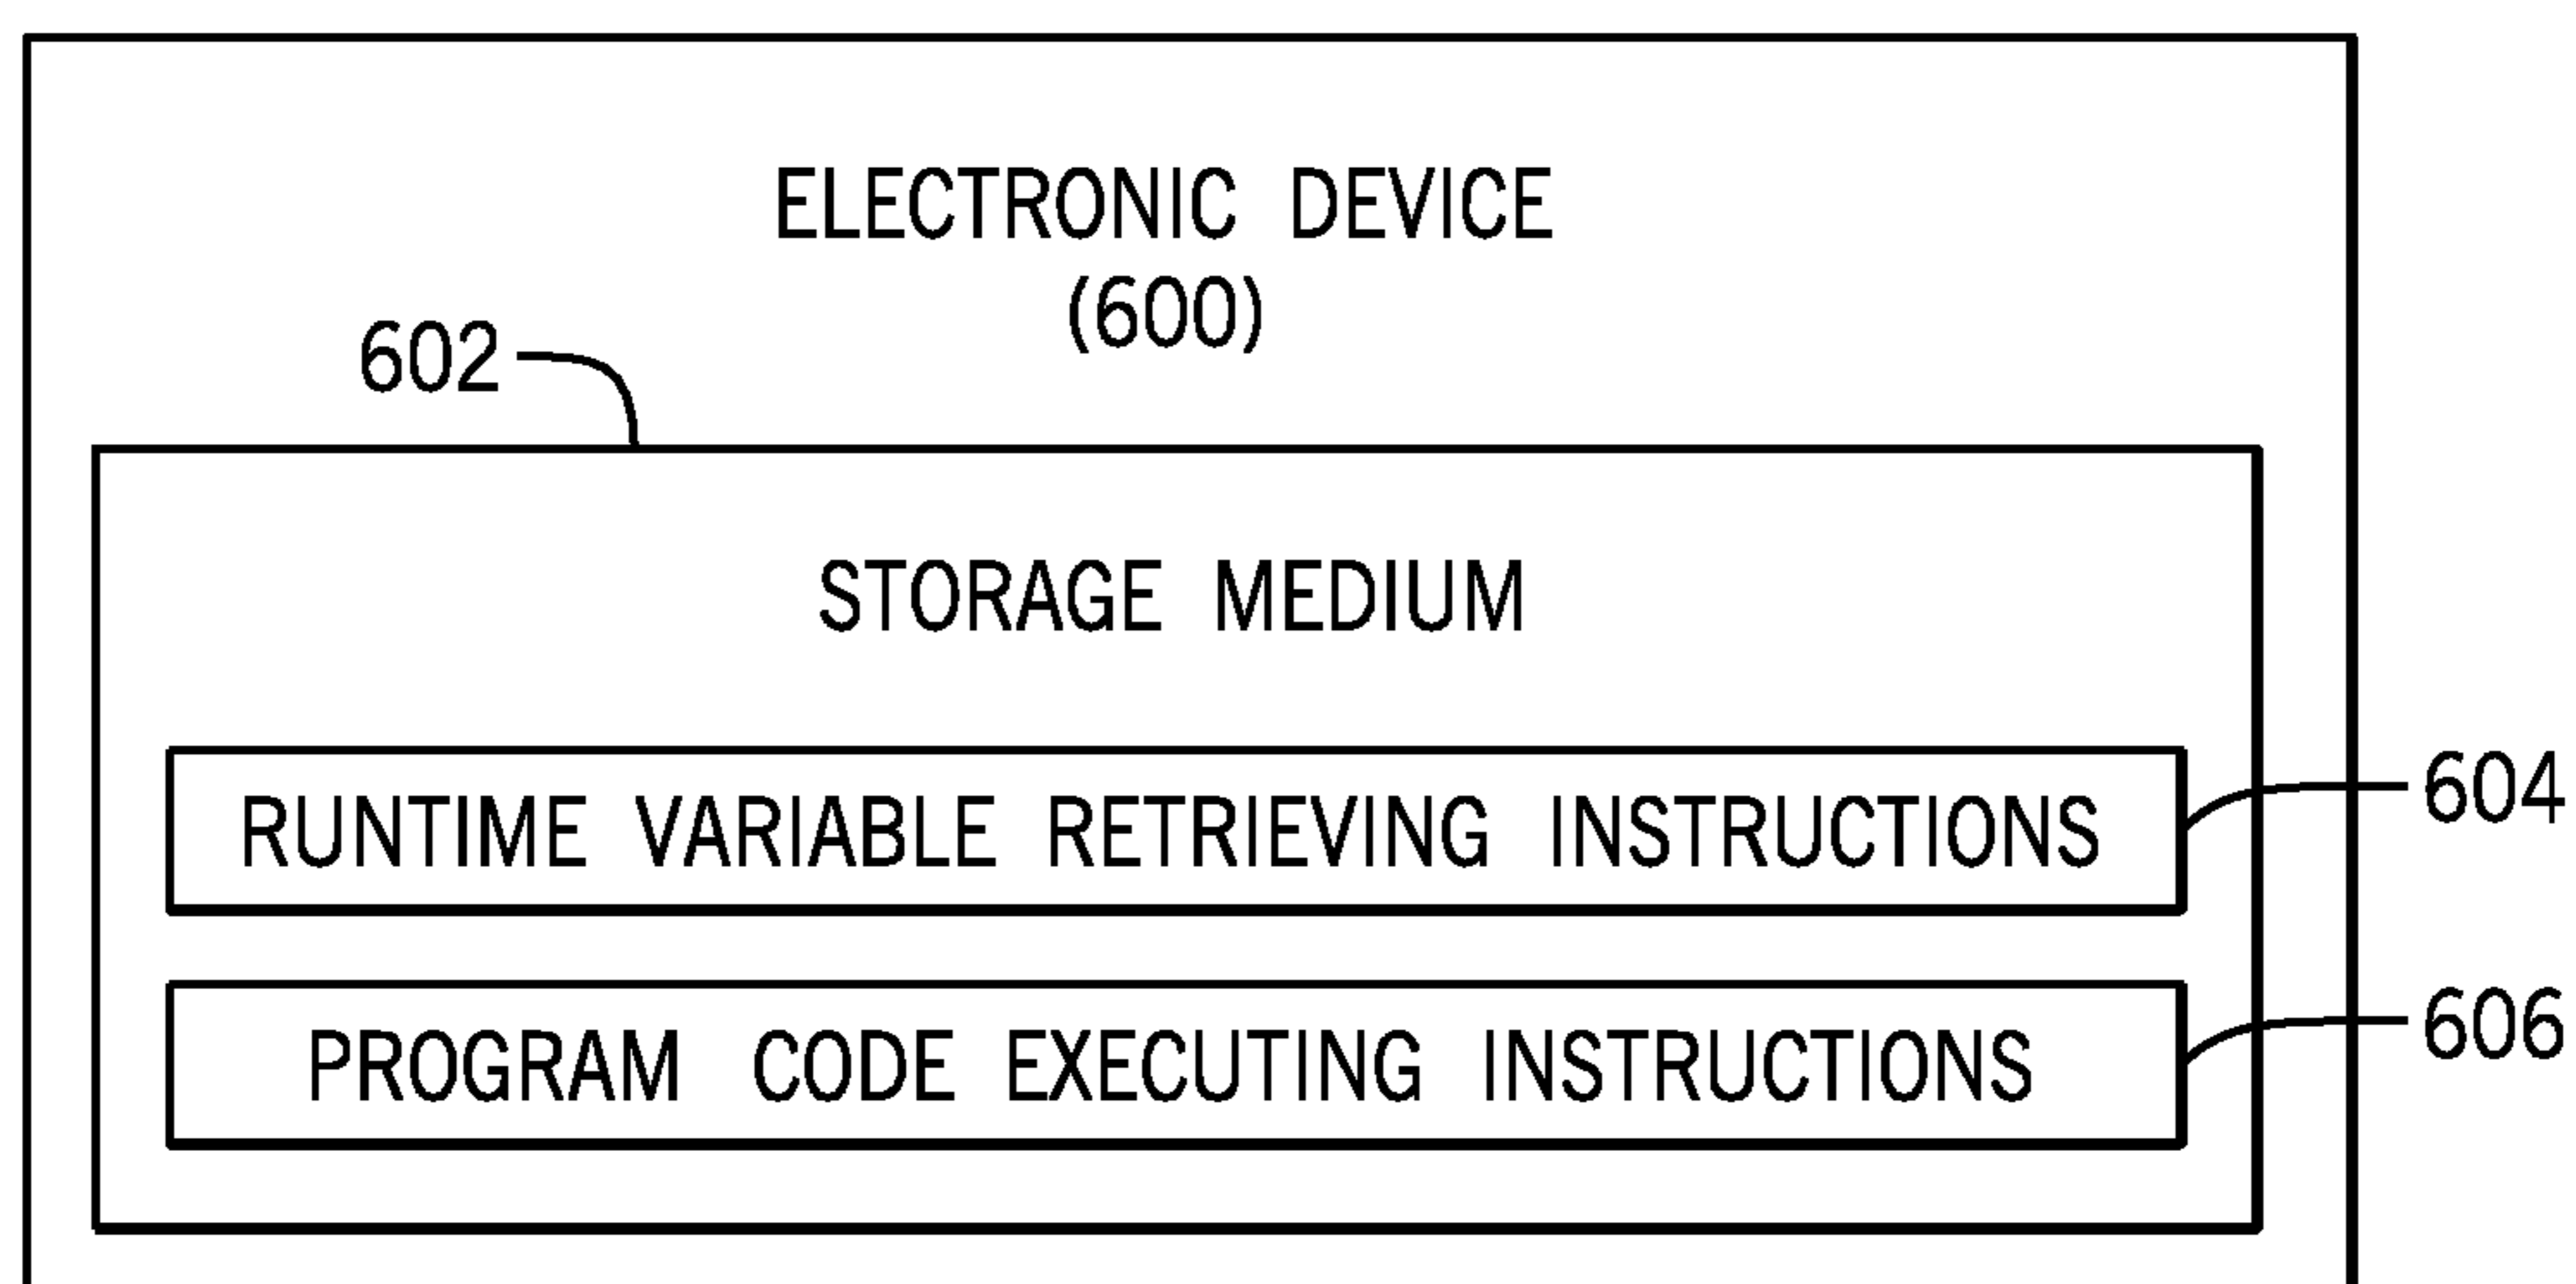 ELECTRONIC DEVICE
(600)
602
STORAGE MEDIUM
RUNTIME VARIABLE RETRIEVING INSTRUCTIONS
604
PROGRAM CODE EXECUTING INSTRUCTIONS
606